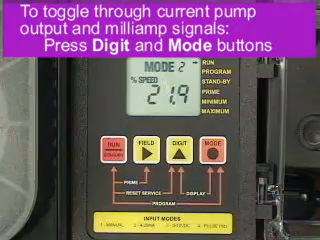 To toggle through current pump
output and milliamp signals:
Press Digit and Mode buttons
MODE 2
RUN
PROGRAM
% SPEED
STAND-BY
21.9
PRIME
MINIMUM
MAXIMUM
RUN
STANDBY
FIELD
DIGIT
MODE
PRIME
RESET SERVICE
DISPLAY
PROGRAM
INPUT MODES